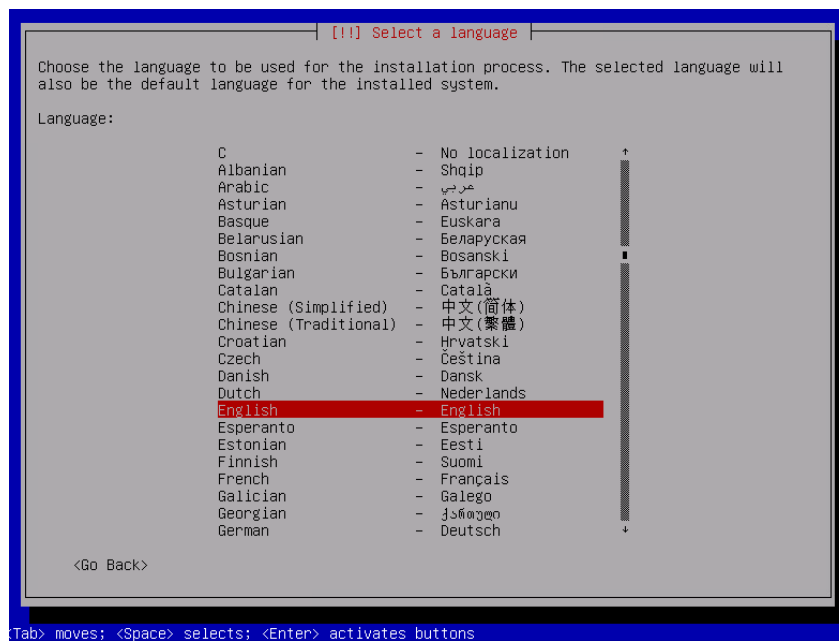 [!!] Select a language
Choose the language to be used for the installation process. The selected language will
also be the default language for the installed system.
Language:
C - No localization
Albanian - Shqip
Arabic - عربي
Asturian - Asturianu
Basque - Euskara
Belarusian - Беларуская
Bosnian - Bosanski
Bulgarian - Български
Catalan - Català
Chinese (Simplified) - 中文(简体)
Chinese (Traditional) - 中文(繁體)
Croatian - Hrvatski
Czech - Čeština
Danish - Dansk
Dutch - Nederlands
English - English
Esperanto - Esperanto
Estonian - Eesti
Finnish - Suomi
French - Français
Galician - Galego
Georgian - ქართული
German - Deutsch
<Go Back>
<Tab> moves; <Space> selects; <Enter> activates buttons